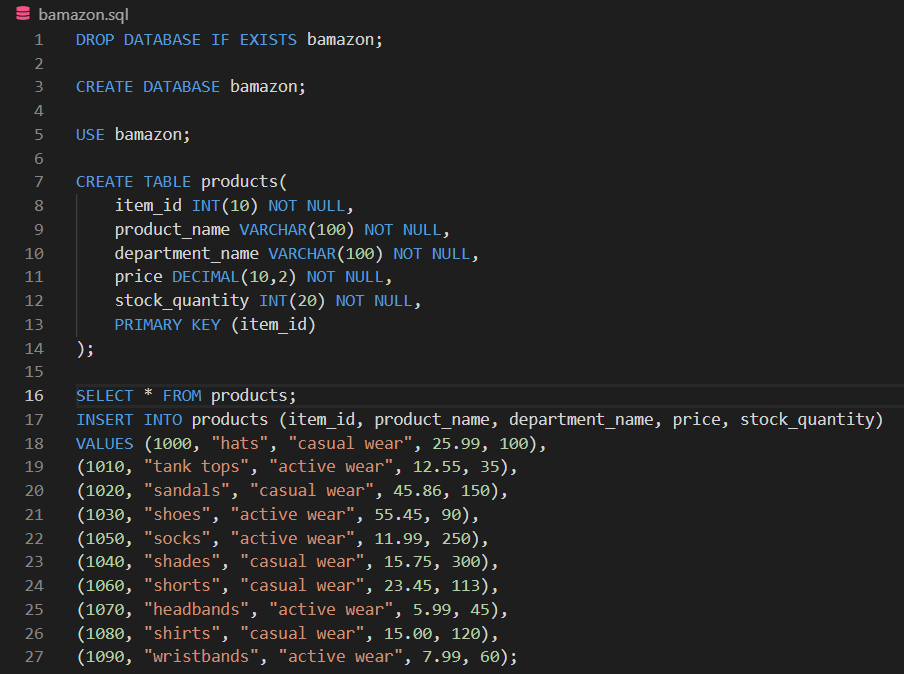 bamazon.sql
1 DROP DATABASE IF EXISTS bamazon;
2
3 CREATE DATABASE bamazon;
4
5 USE bamazon;
6
7 CREATE TABLE products(
8     item_id INT(10) NOT NULL,
9     product_name VARCHAR(100) NOT NULL,
10     department_name VARCHAR(100) NOT NULL,
11     price DECIMAL(10,2) NOT NULL,
12     stock_quantity INT(20) NOT NULL,
13     PRIMARY KEY (item_id)
14 );
15
16 SELECT * FROM products;
17 INSERT INTO products (item_id, product_name, department_name, price, stock_quantity)
18 VALUES (1000, "hats", "casual wear", 25.99, 100),
19 (1010, "tank tops", "active wear", 12.55, 35),
20 (1020, "sandals", "casual wear", 45.86, 150),
21 (1030, "shoes", "active wear", 55.45, 90),
22 (1050, "socks", "active wear", 11.99, 250),
23 (1040, "shades", "casual wear", 15.75, 300),
24 (1060, "shorts", "casual wear", 23.45, 113),
25 (1070, "headbands", "active wear", 5.99, 45),
26 (1080, "shirts", "casual wear", 15.00, 120),
27 (1090, "wristbands", "active wear", 7.99, 60);